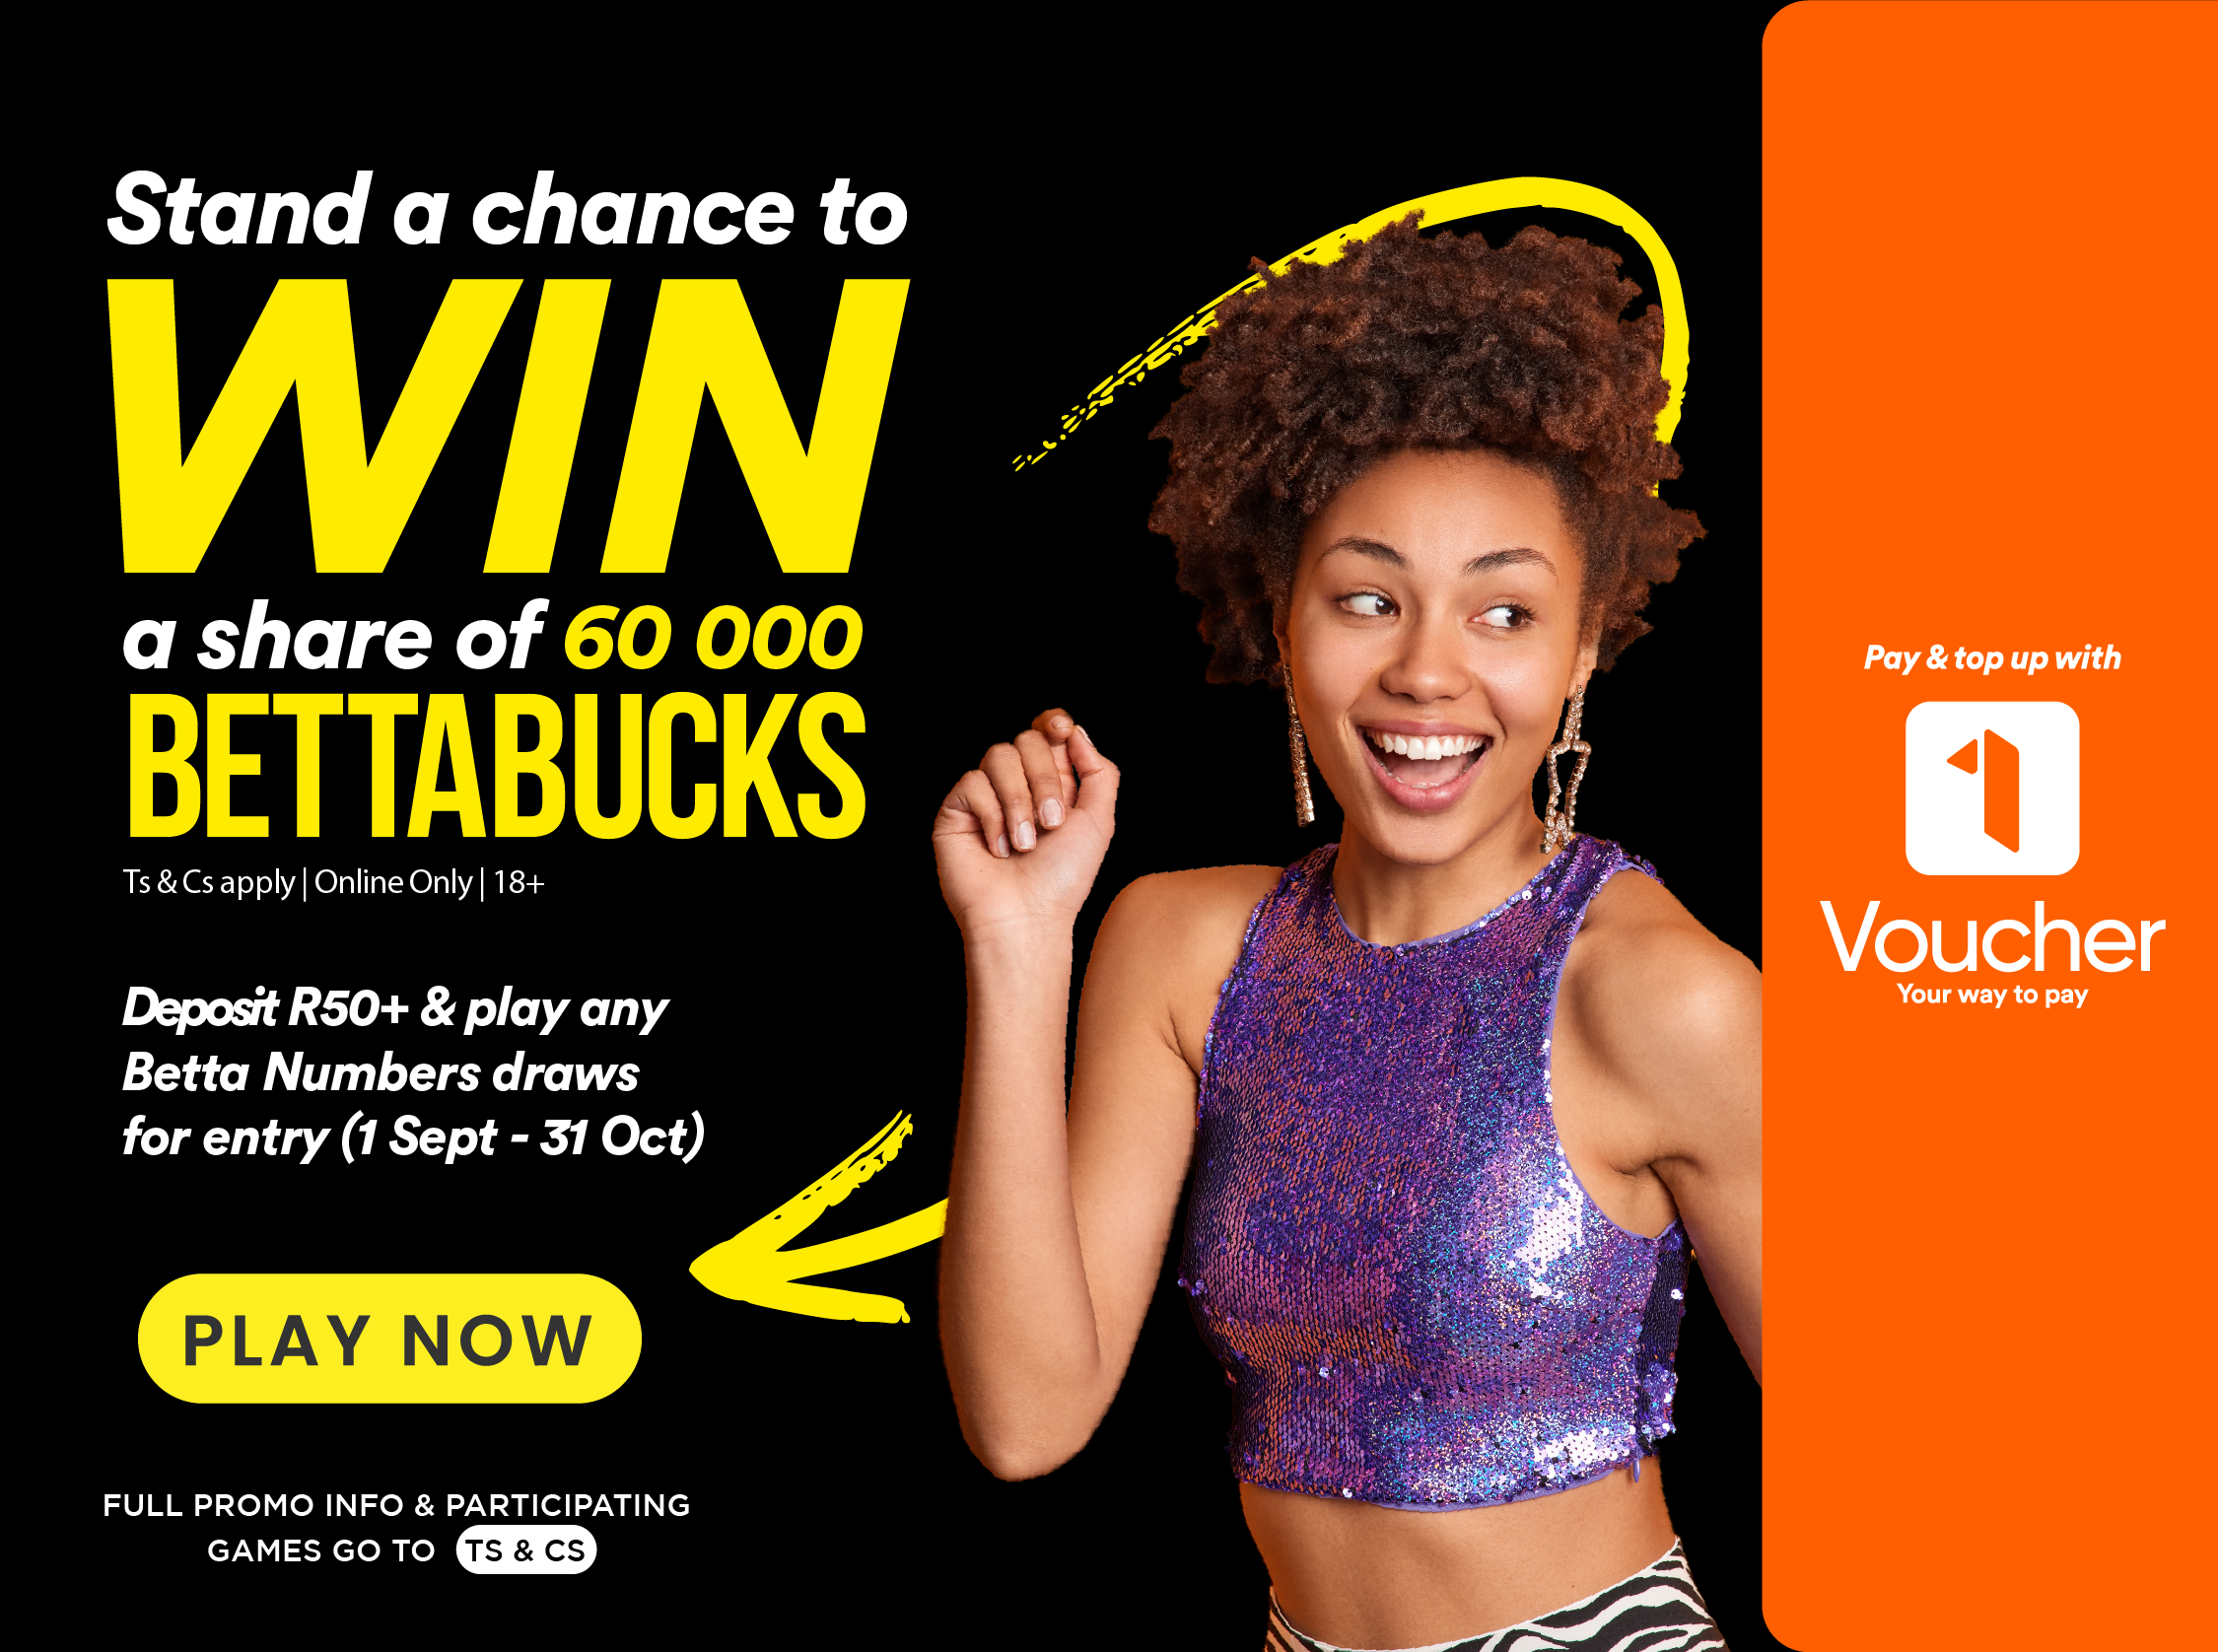 Stand a chance to
WIN
a share of 60 000
BETTABUCKS
Ts & Cs apply | Online Only | 18+
Deposit R50+ & play any
Betta Numbers draws
for entry (1 Sept - 31 Oct)
PLAY NOW
FULL PROMO INFO & PARTICIPATING
GAMES GO TO TS & CS
Pay & top up with
1
Voucher
Your way to pay